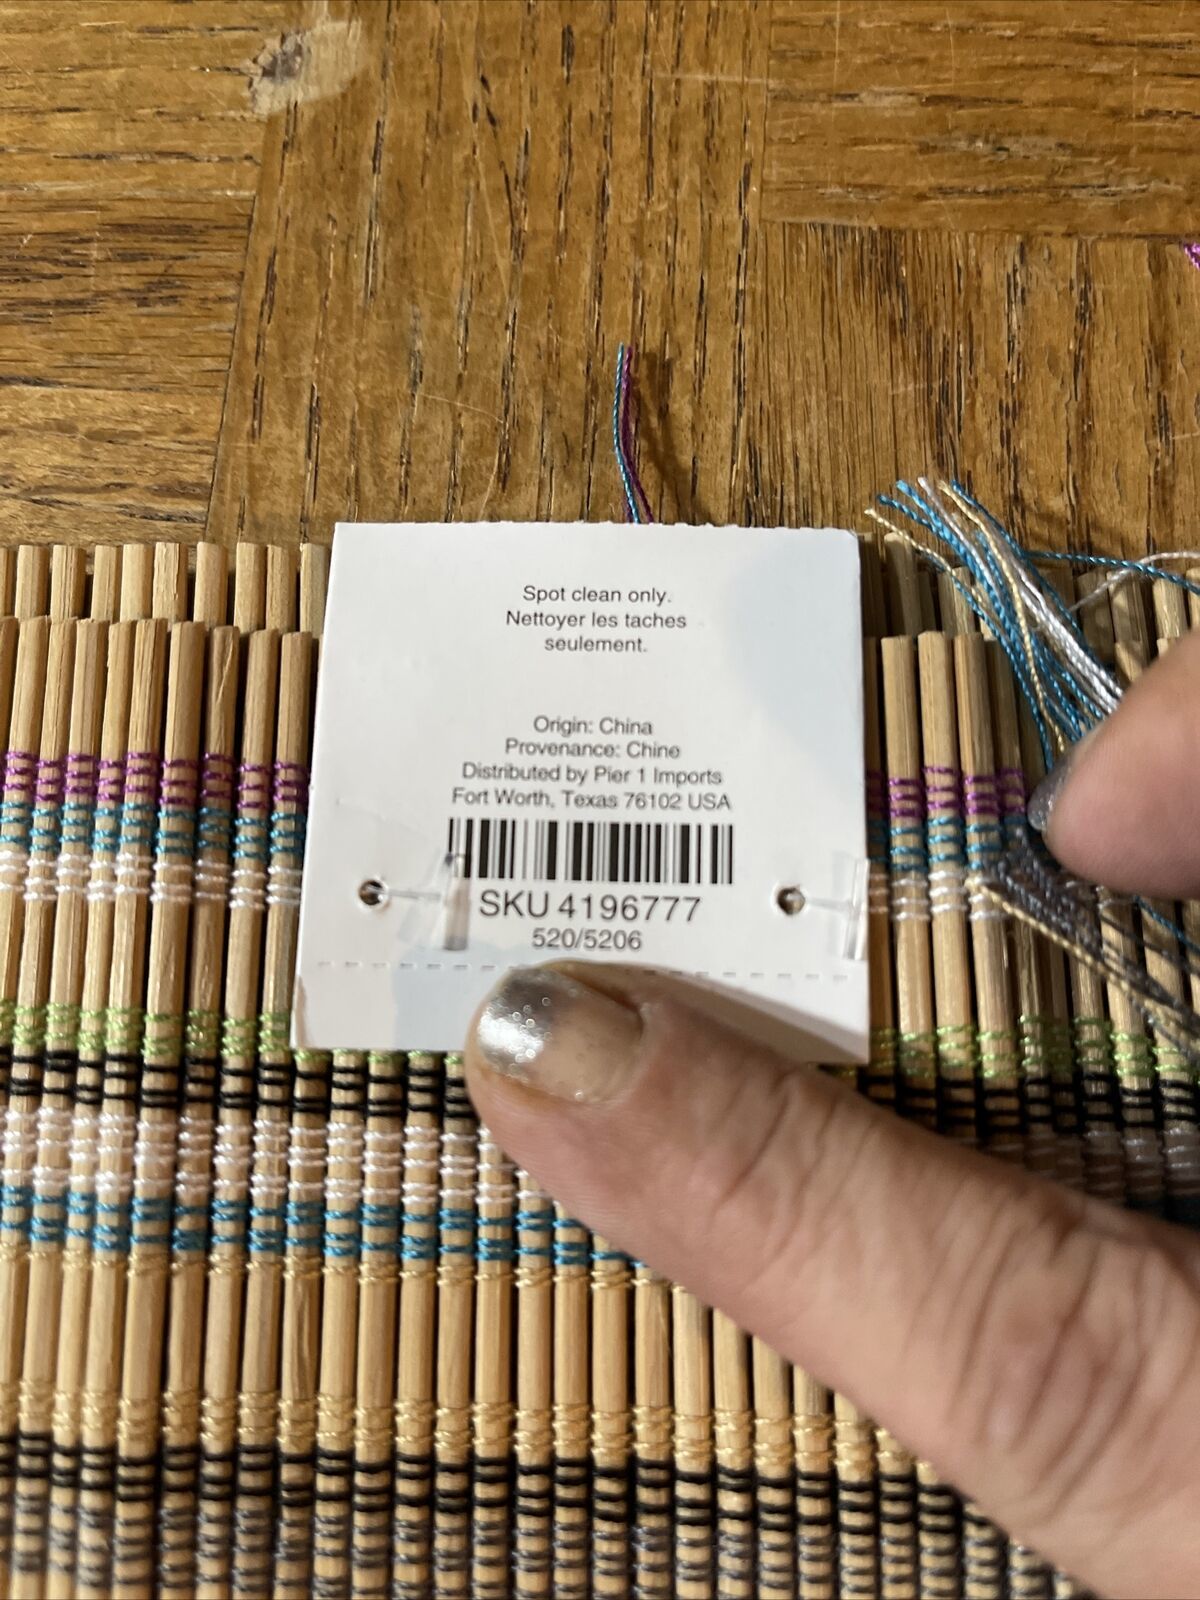 Spot clean only.
Nettoyer les taches
seulement.
Origin: China
Provenance: Chine
Distributed by Pier 1 Imports
Fort Worth, Texas 76102 USA
SKU 4196777
520/5206